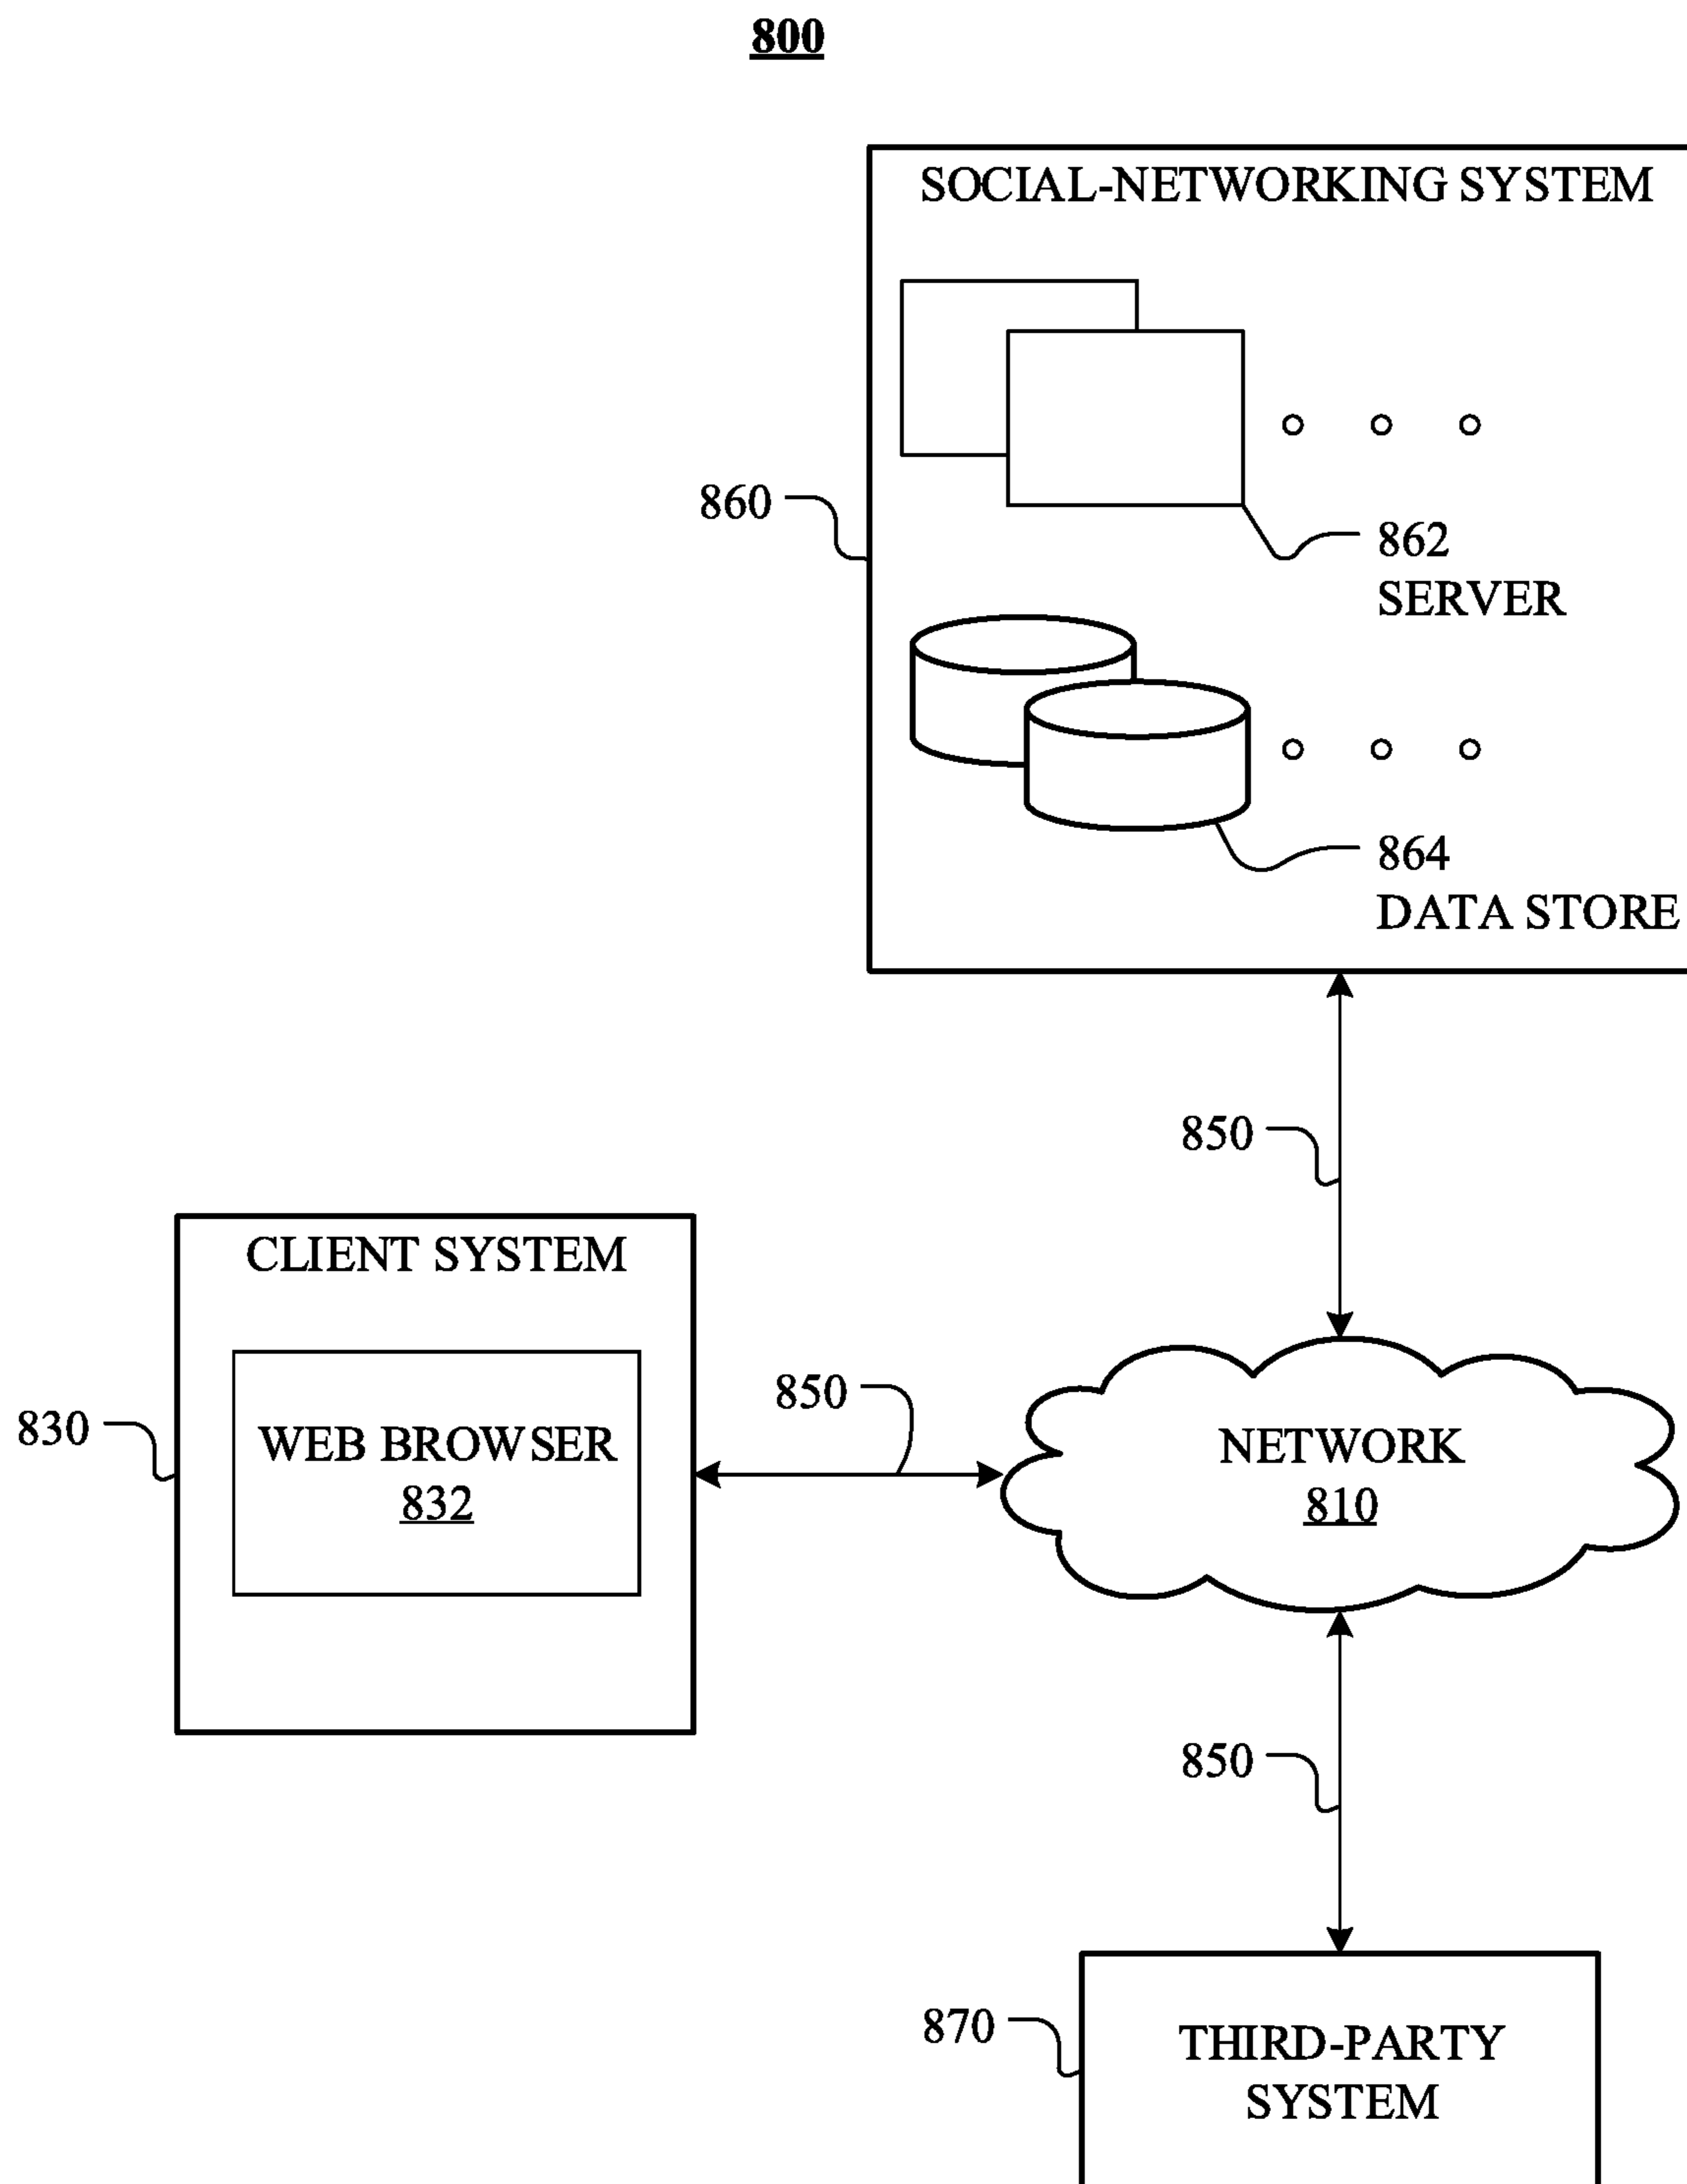 800
SOCIAL-NETWORKING SYSTEM
860
862
SERVER
864
DATA STORE
850
CLIENT SYSTEM
830
WEB BROWSER
832
850
NETWORK
810
850
870
THIRD-PARTY
SYSTEM